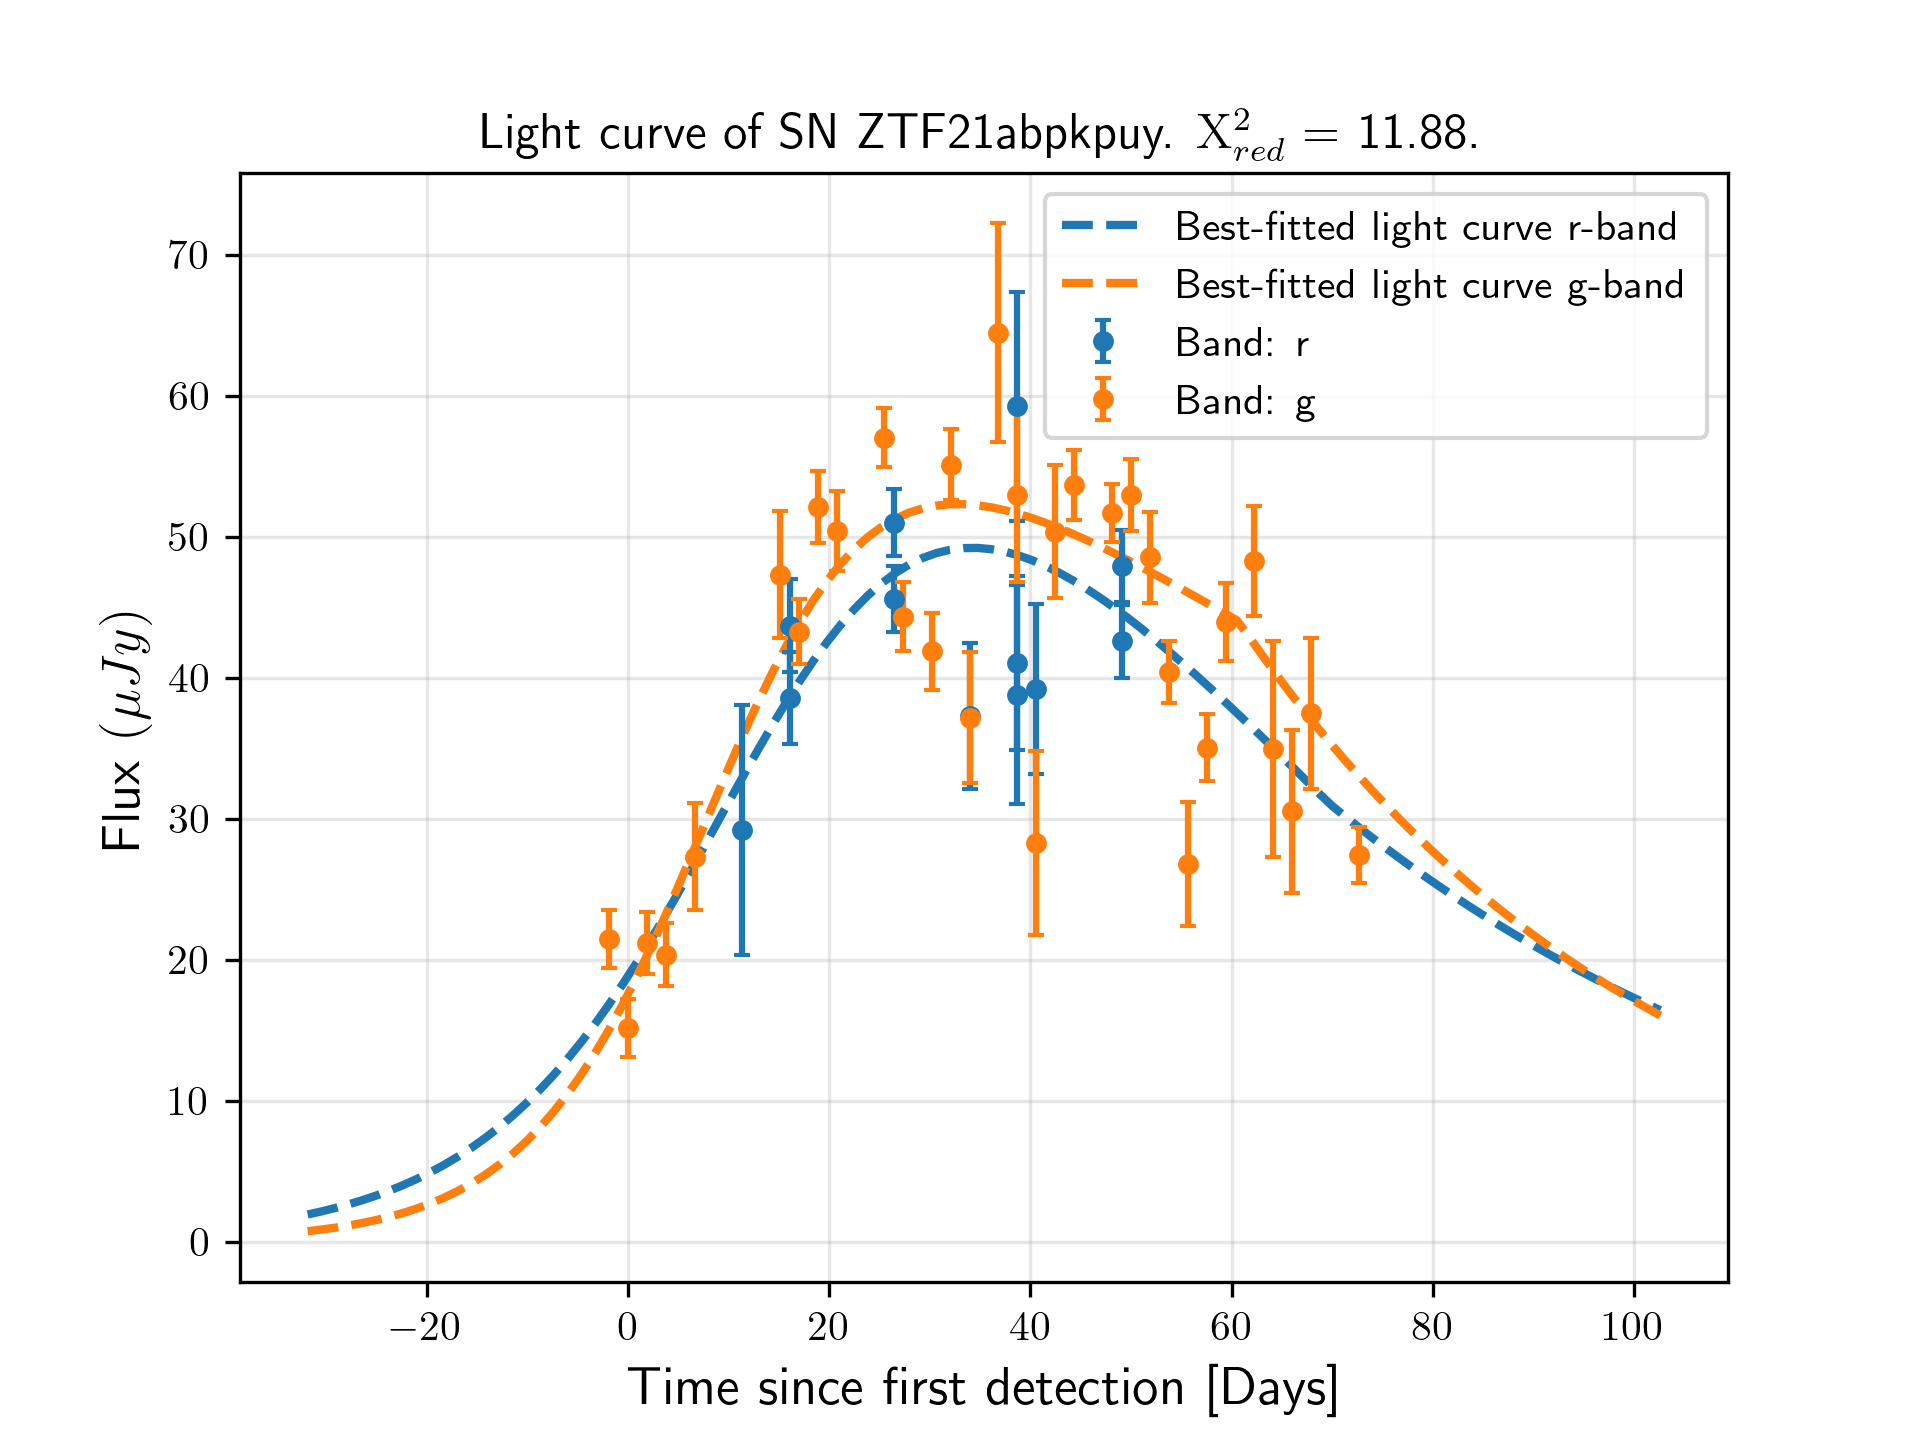 Light curve of SN ZTF21abpkpuy. X²_red = 11.88.
Best-fitted light curve r-band
Best-fitted light curve g-band
Band: r
Band: g
70
60
50
40
30
20
10
0
Flux (μJy)
−20 0 20 40 60 80 100
Time since first detection [Days]